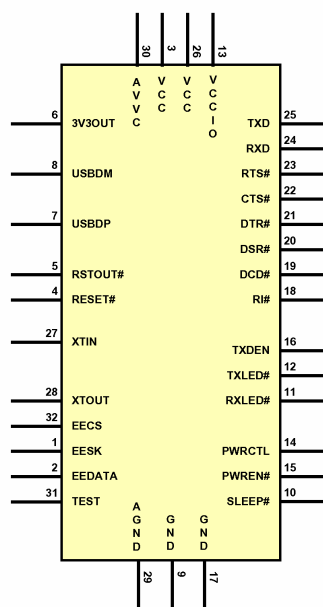 30 3 26 13
AVVC VCC VCC VCCIO
6 3V3OUT TXD 25
RXD 24
8 USBDM RTS# 23
CTS# 22
7 USBDP DTR# 21
DSR# 20
5 RSTOUT# DCD# 19
4 RESET# RI# 18
27 XTIN TXDEN 16
TXLED# 12
28 XTOUT RXLED# 11
32 EECS
1 EESK PWRCTL 14
2 EEDATA PWREN# 15
31 TEST SLEEP# 10
AGND GND GND
29 9 17